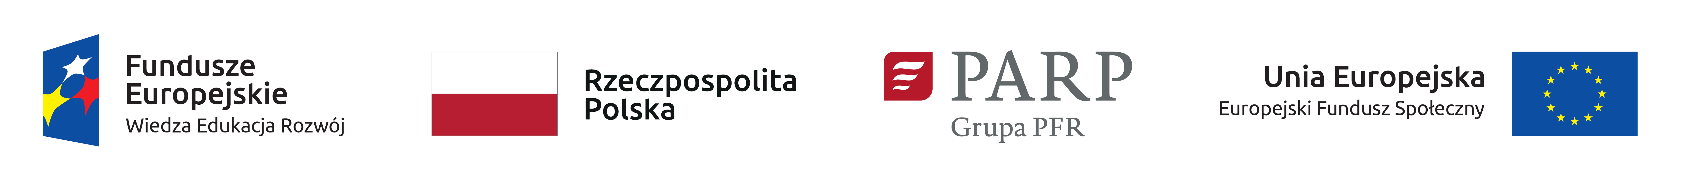 Fundusze
Europejskie
Wiedza Edukacja Rozwój
Rzeczpospolita
Polska
PARP
Grupa PFR
Unia Europejska
Europejski Fundusz Społeczny